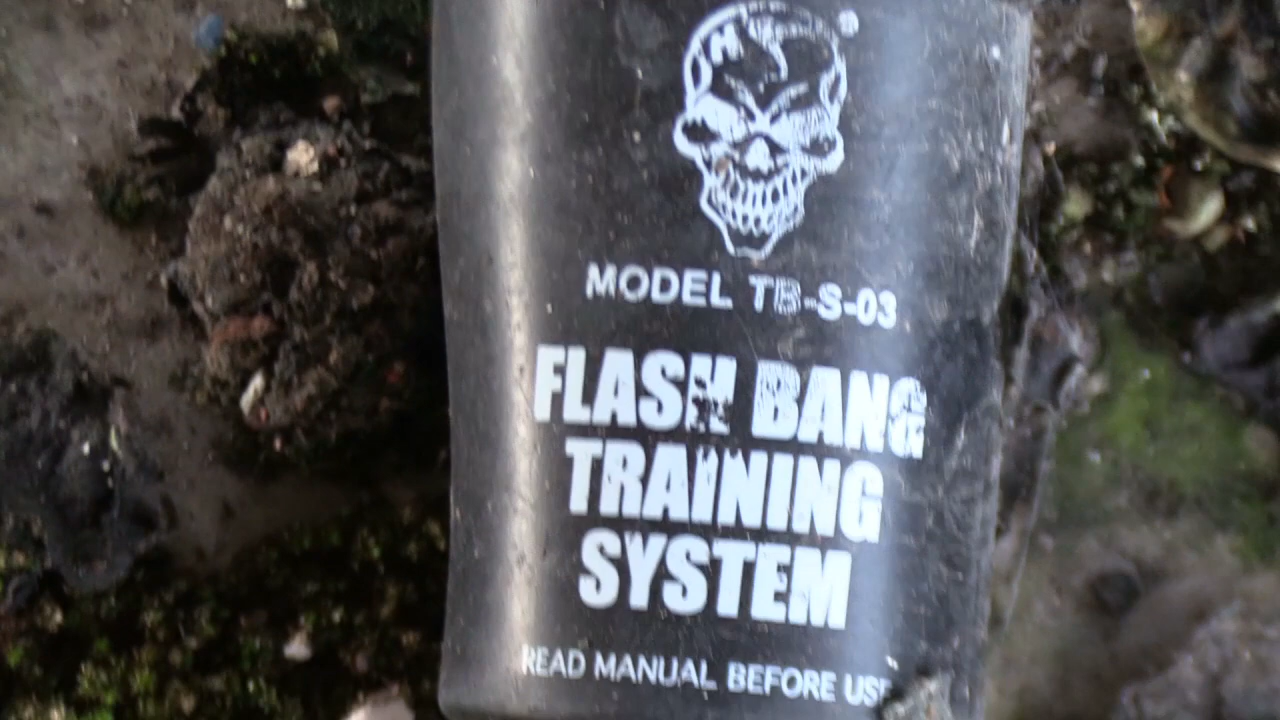 MODEL TB-S-03
FLASH BANG
TRAINING
SYSTEM
READ MANUAL BEFORE USE